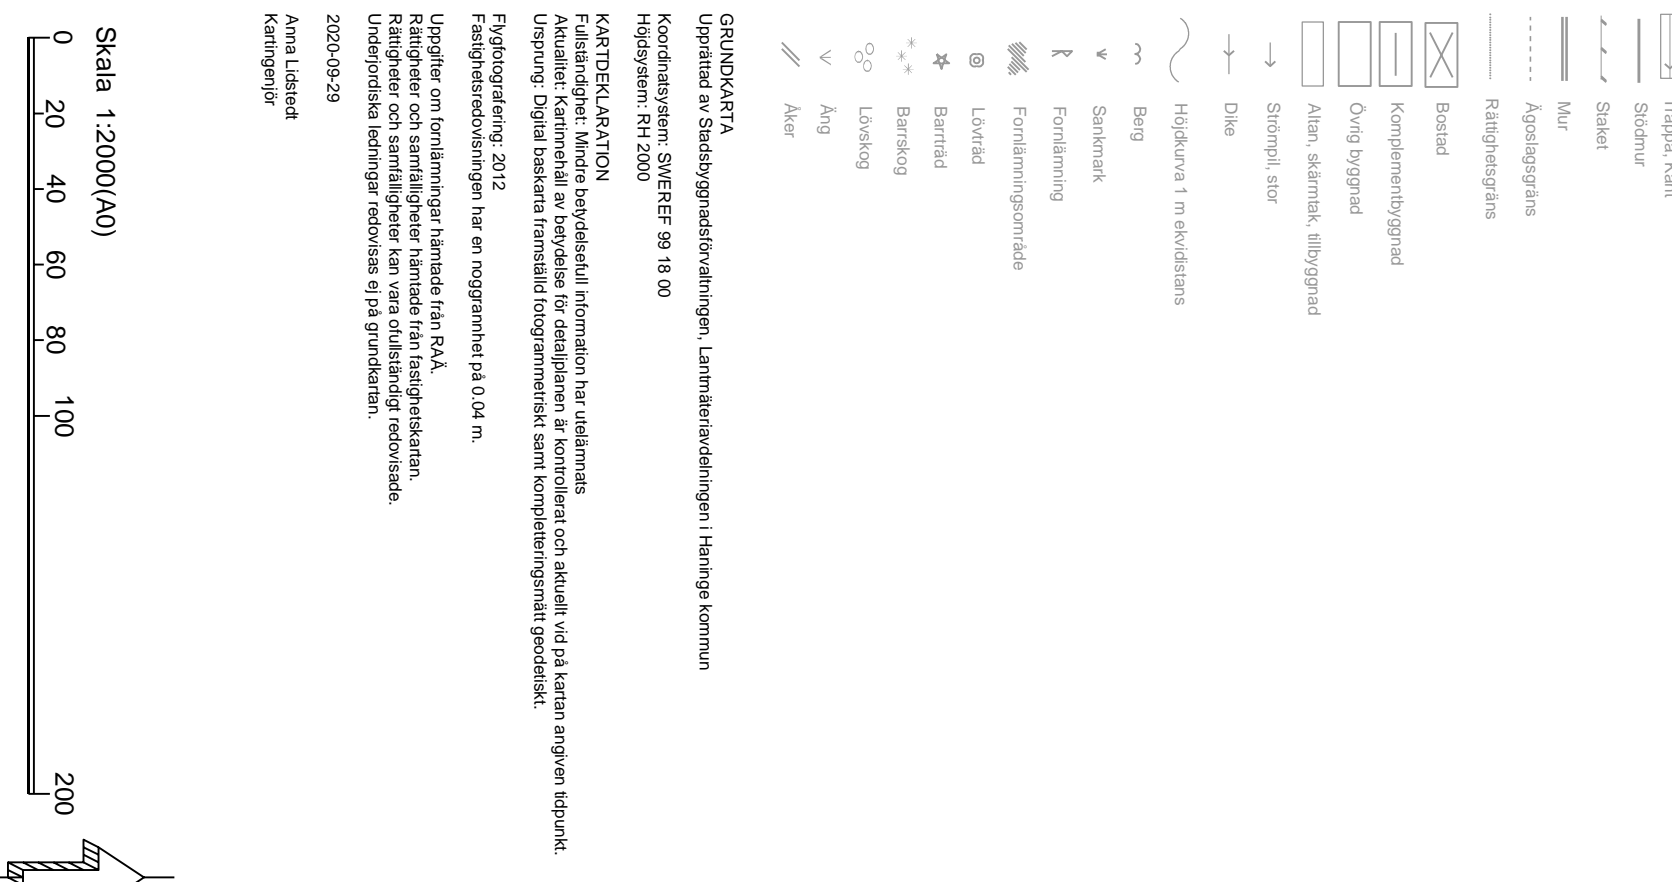 Stödmur
Staket
Mur
Ägoslagsgräns
Rättighetsgräns
Bostad
Komplementbyggnad
Övrig byggnad
Altan, skärmtak, tillbyggnad
Strömpil, stor
Dike
Höjdkurva 1 m ekvidistans
Berg
Sankmark
Fornlämning
Fornlämningsområde
Lövträd
Barrträd
Barrskog
Lövskog
Äng
Åker
GRUNDKARTA
Upprättad av Stadsbyggnadsförvaltningen, Lantmäteriavdelningen i Haninge kommun
Koordinatsystem: SWEREF 99 18 00
Höjdsystem: RH 2000
KARTDEKLARATION
Fullständighet: Mindre betydelsefull information har utelämnats
Aktualitet: Kartinnehåll av betydelse för detaljplanen är kontrollerat och aktuellt vid på kartan angiven tidpunkt.
Ursprung: Digital baskarta framställd fotogrammetriskt samt kompletteringsmätt geodetiskt.
Flygfotografering: 2012
Fastighetsredovisningen har en noggrannhet på 0.04 m.
Uppgifter om fornlämningar hämtade från RAÄ.
Rättigheter och samfälligheter hämtade från fastighetskartan.
Rättigheter och samfälligheter kan vara ofullständigt redovisade.
Underjordiska ledningar redovisas ej på grundkartan.
2020-09-29
Anna Lidstedt
Kartingenjör
Skala 1:2000(A0)
0 20 40 60 80 100 200